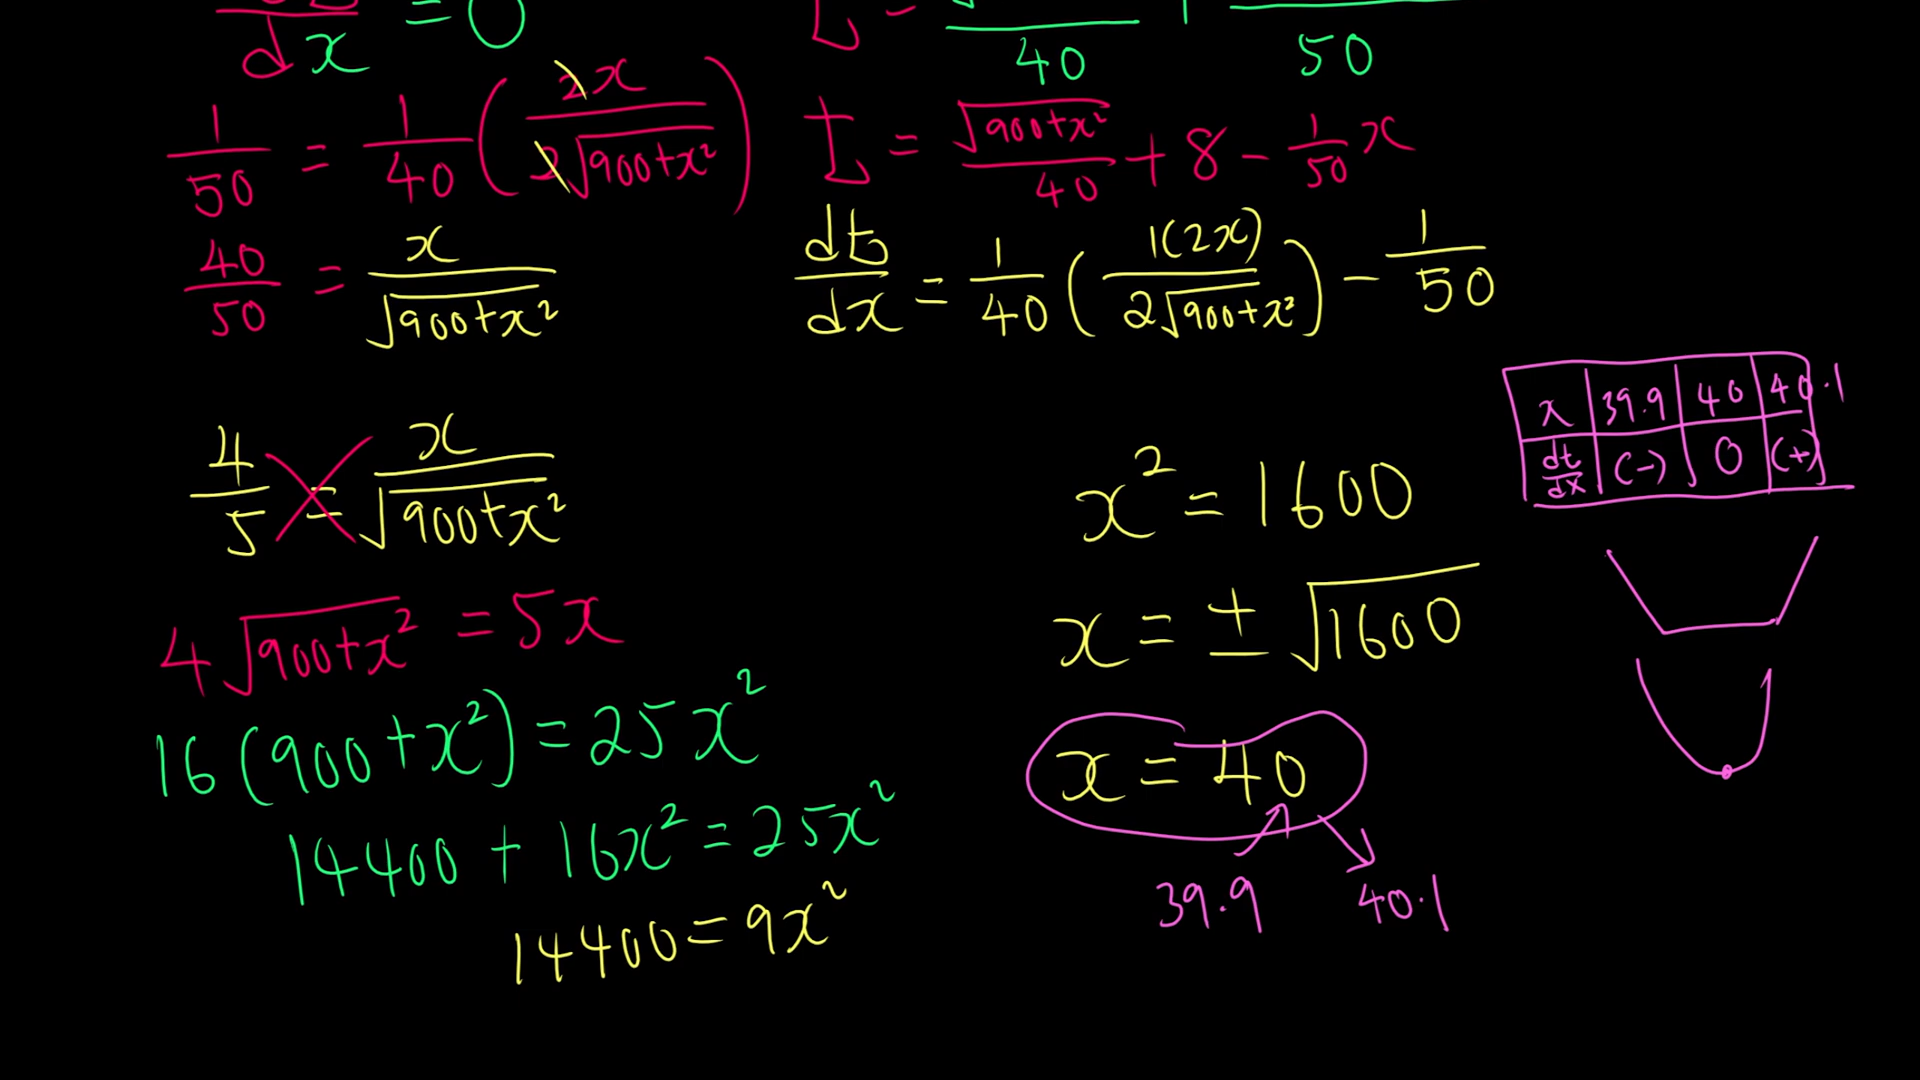 dx = 0
1/50 = 1/40 (2x / 2√(900+x²))
40/50 = x / √(900+x²)
4/5 = x / √(900+x²)
4√(900+x²) = 5x
16(900+x²) = 25x²
14400 + 16x² = 25x²
14400 = 9x²
t = √ /40 + /50
t = √(900+x²)/40 + 8 - 1/50 x
dt/dx = 1/40 (1(2x) / 2√(900+x²)) - 1/50
x² = 1600
x = ± √1600
x = 40
39.9 40.1
x 39.9 40 40.1
dt/dx (-) 0 (+)